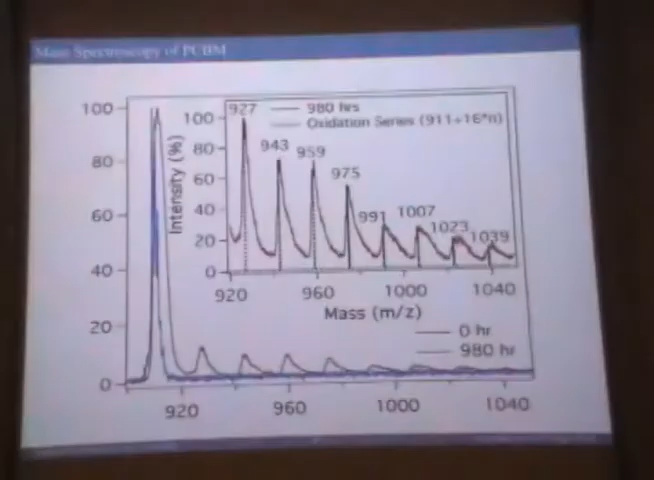 Mass Spectroscopy of PCBM
100
80
60
40
20
0
920 960 1000 1040
0 hr
980 hr
Intensity (%)
100
80
60
40
20
0
920 960 1000 1040
Mass (m/z)
980 hrs
Oxidation Series (911+16*n)
927
943
959
975
991
1007
1023
1039